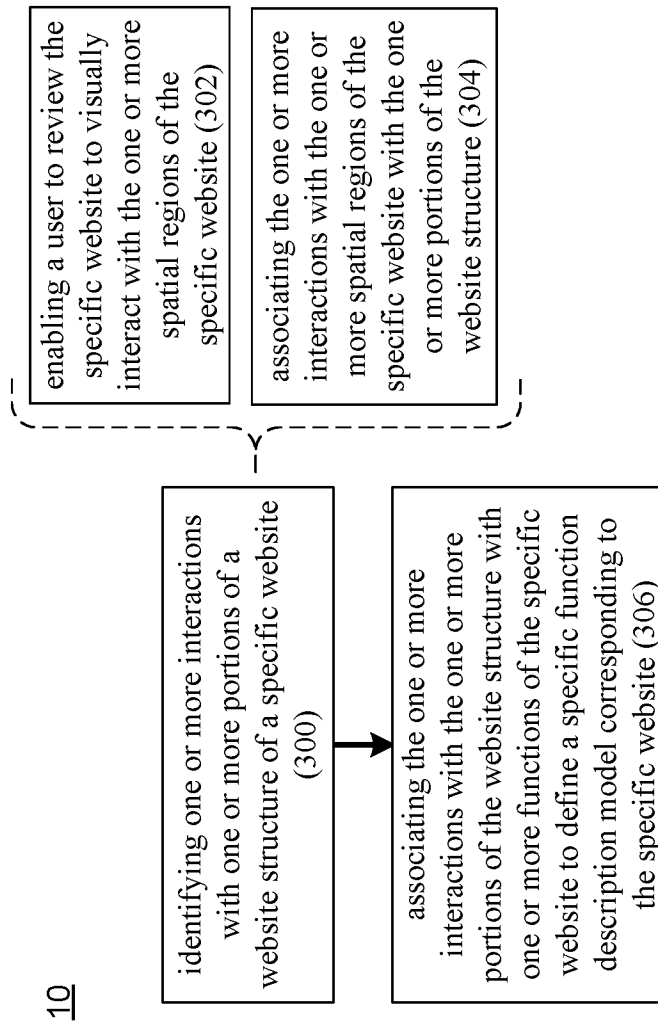 10
identifying one or more interactions
with one or more portions of a
website structure of a specific website
(300)
enabling a user to review the
specific website to visually
interact with the one or more
spatial regions of the
specific website (302)
associating the one or more
interactions with the one or
more spatial regions of the
specific website with the one
or more portions of the
website structure (304)
associating the one or more
interactions with the one or more
portions of the website structure with
one or more functions of the specific
website to define a specific function
description model corresponding to
the specific website (306)